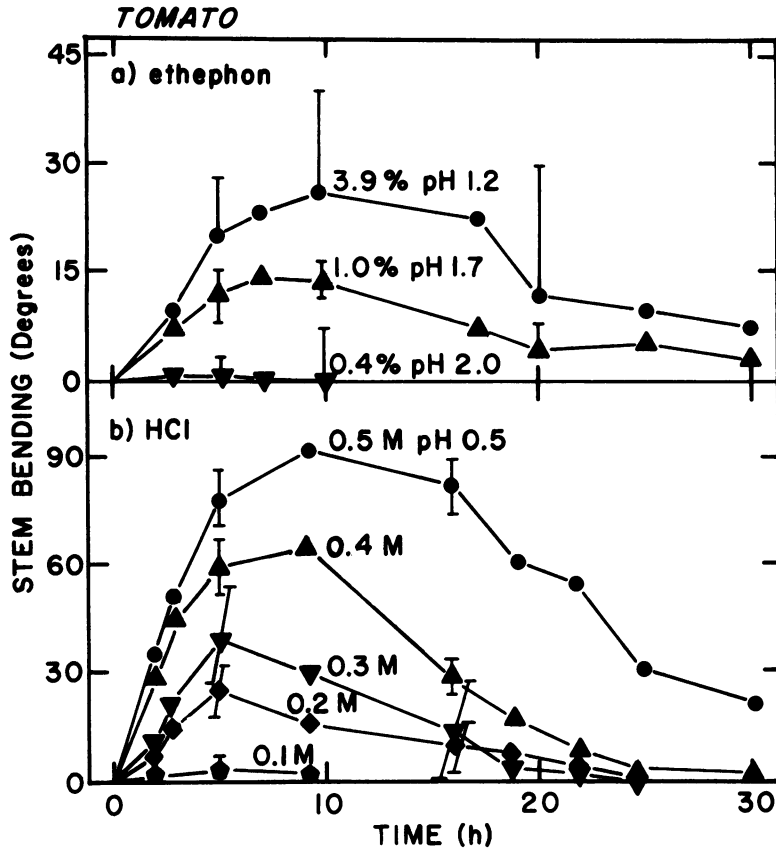 TOMATO
45
a) ethephon
30
3.9% pH 1.2
15
1.0% pH 1.7
0.4% pH 2.0
0
STEM BENDING (Degrees)
b) HCl
0.5 M pH 0.5
90
60
0.4 M
30
0.3 M
0.2 M
0.1 M
0
0 10 20 30
TIME (h)